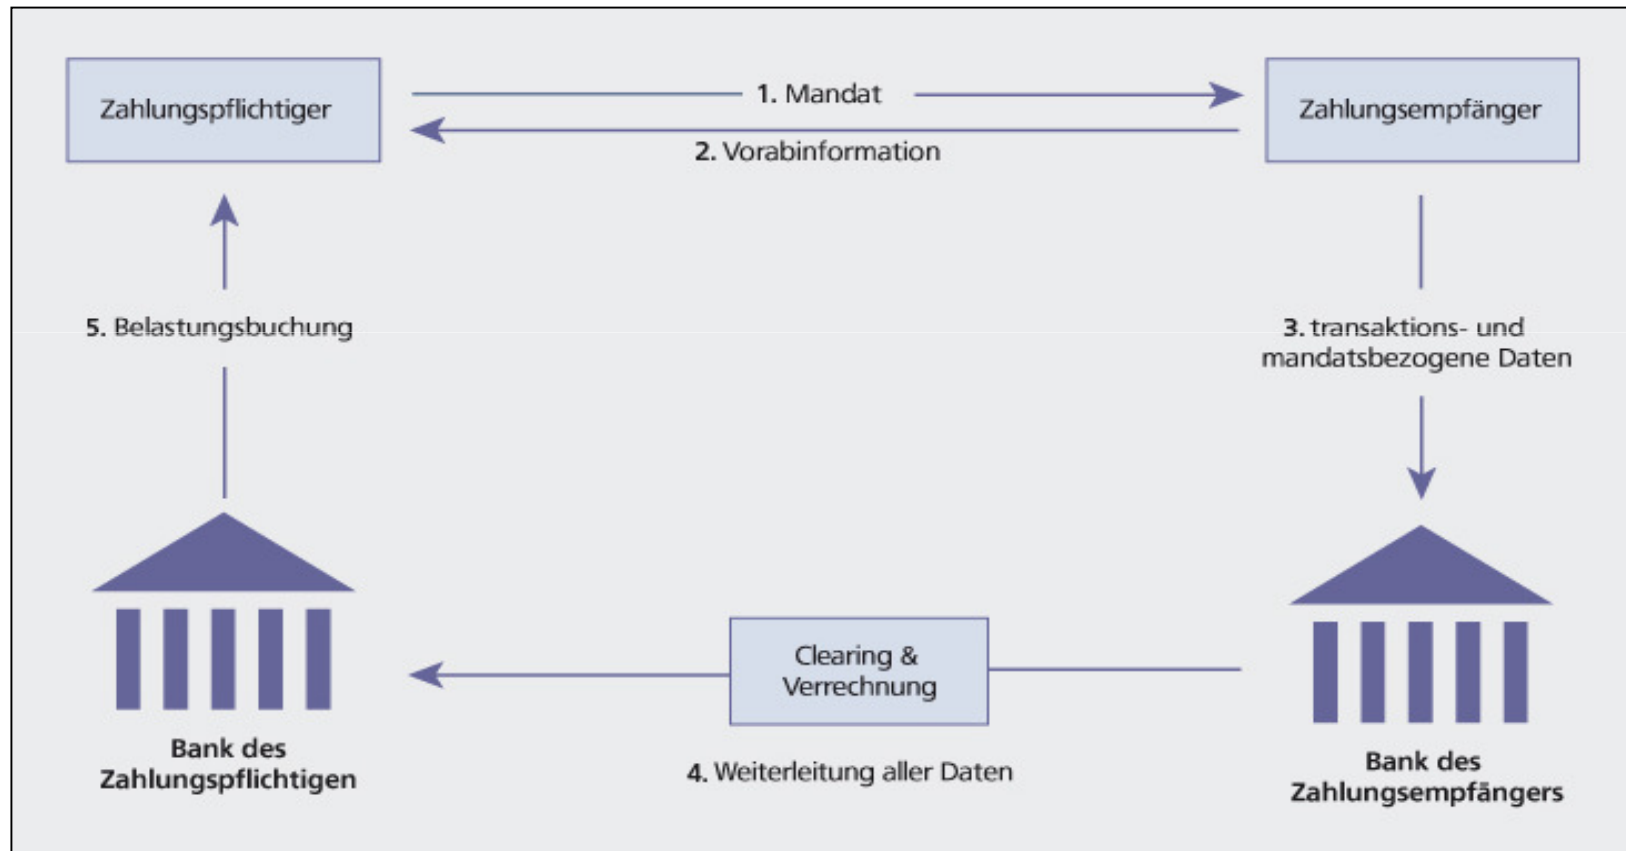 Zahlungspflichtiger
1. Mandat
Zahlungsempfänger
2. Vorabinformation
5. Belastungsbuchung
3. transaktions- und
mandatsbezogene Daten
Clearing &
Verrechnung
Bank des
Zahlungspflichtigen
4. Weiterleitung aller Daten
Bank des
Zahlungsempfängers